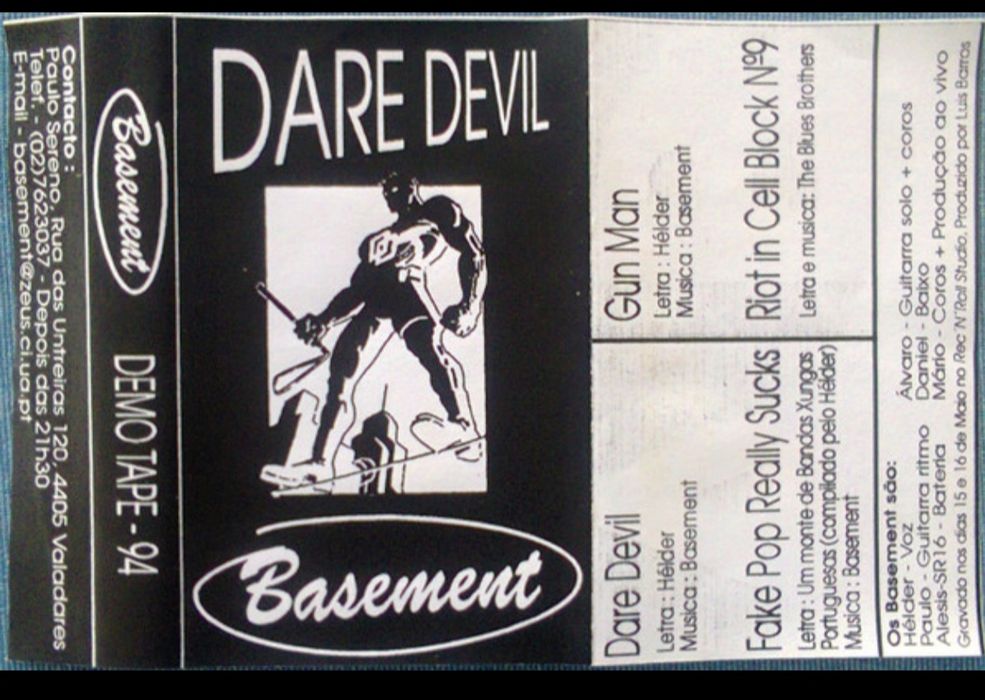 Contacto :
Paulo Sereno, Rua das Untreiras 120, 4405 Valadares
Telef. - (02)7623037 - Depois das 21h30
E-mail - basement@zeus.ci.ua.pt
Basement DEMO TAPE - 94
DARE DEVIL
Basement
Dare Devil
Letra : Hélder
Musica : Basement
Gun Man
Letra : Hélder
Musica : Basement
Fake Pop Really Sucks
Letra : Um monte de Bandas Xungas
Portuguesas (compilado pelo Hélder)
Musica : Basement
Riot in Cell Block Nº9
Letra e musica: The Blues Brothers
Os Basement são:
Hélder - Voz
Álvaro - Guitarra solo + coros
Paulo - Guitarra ritmo
Daniel - Baixo
Alesis-SR16 - Bateria
Mário - Coros + Produção ao vivo
Gravado nos dias 15 e 16 de Maio no Rec'N'Roll Studio, Produzido por Luis Barros